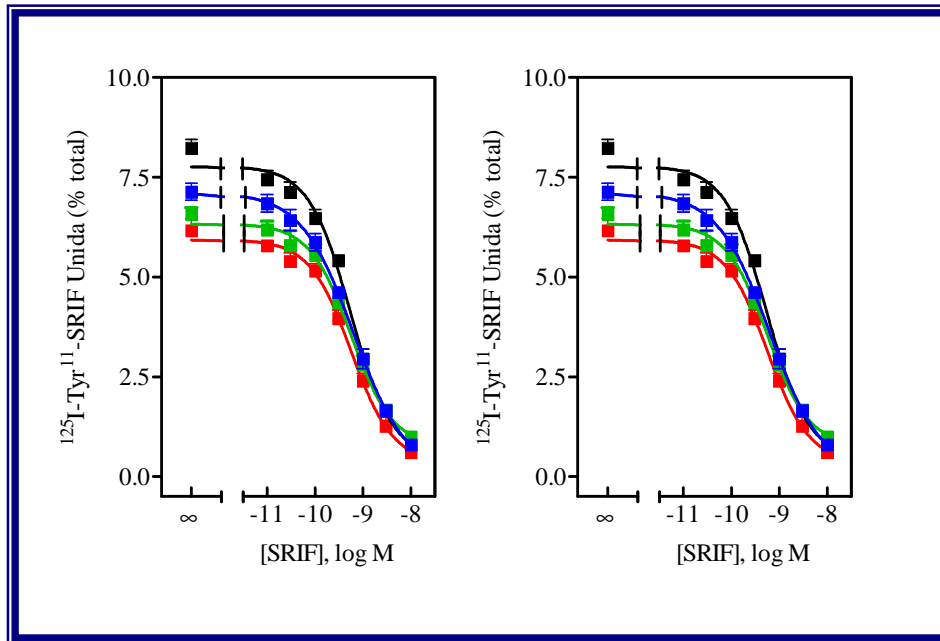 10.0
7.5
5.0
2.5
0.0
¹²⁵I-Tyr¹¹-SRIF Unida (% total)
∞ -11 -10 -9 -8
[SRIF], log M
10.0
7.5
5.0
2.5
0.0
¹²⁵I-Tyr¹¹-SRIF Unida (% total)
∞ -11 -10 -9 -8
[SRIF], log M